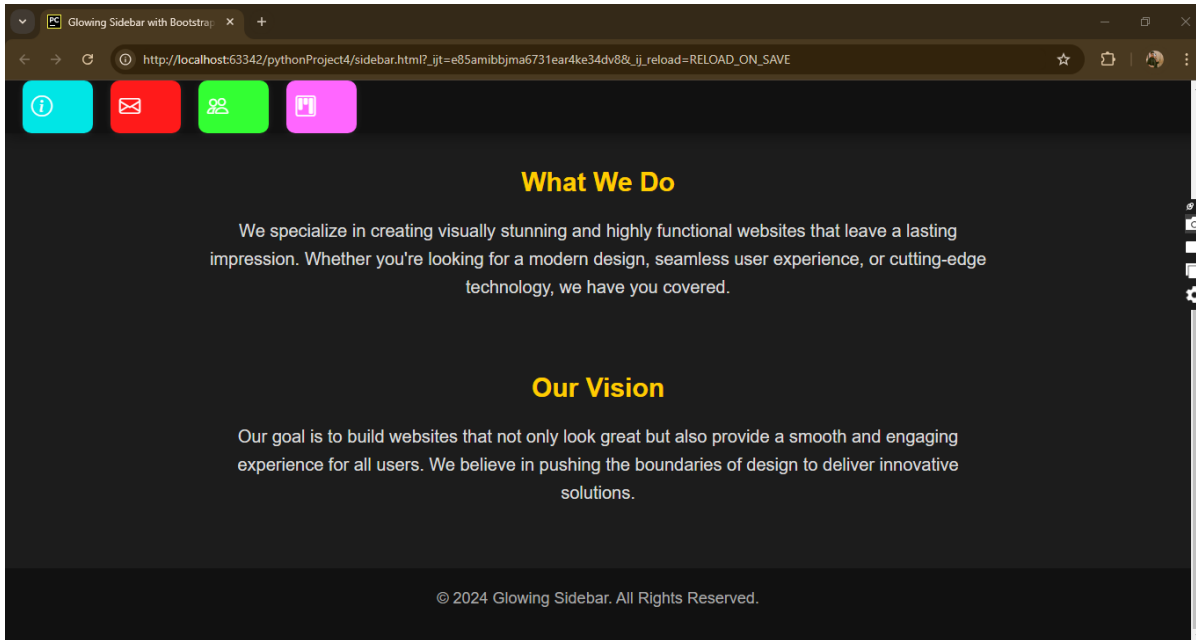 PC
Glowing Sidebar with Bootstrap
http://localhost:63342/pythonProject4/sidebar.html?_ijt=e85amibbjma6731ear4ke34dv8&_ij_reload=RELOAD_ON_SAVE
What We Do
We specialize in creating visually stunning and highly functional websites that leave a lasting
impression. Whether you're looking for a modern design, seamless user experience, or cutting-edge
technology, we have you covered.
Our Vision
Our goal is to build websites that not only look great but also provide a smooth and engaging
experience for all users. We believe in pushing the boundaries of design to deliver innovative
solutions.
© 2024 Glowing Sidebar. All Rights Reserved.